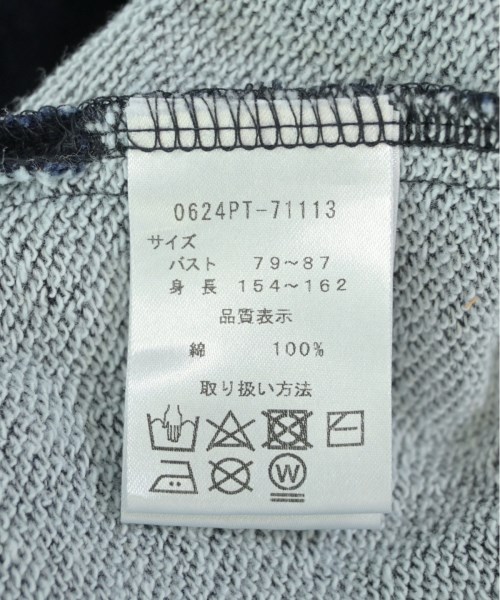 0624PT-71113
サイズ
バスト 79～87
身 長 154～162
品質表示
綿 100%
取り扱い方法
W